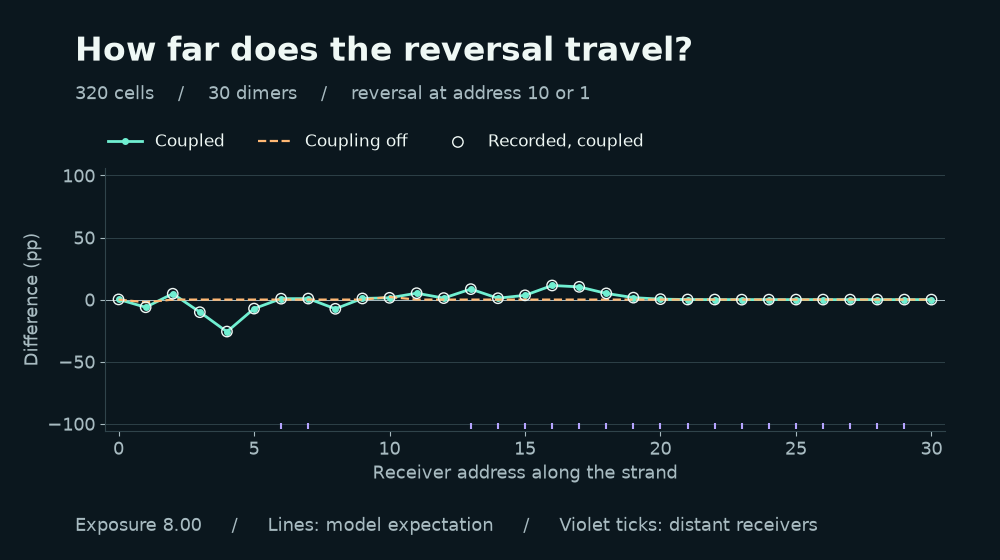 How far does the reversal travel?
320 cells / 30 dimers / reversal at address 10 or 1
Coupled Coupling off Recorded, coupled
Difference (pp)
100
50
0
−50
−100
0 5 10 15 20 25 30
Receiver address along the strand
Exposure 8.00 / Lines: model expectation / Violet ticks: distant receivers